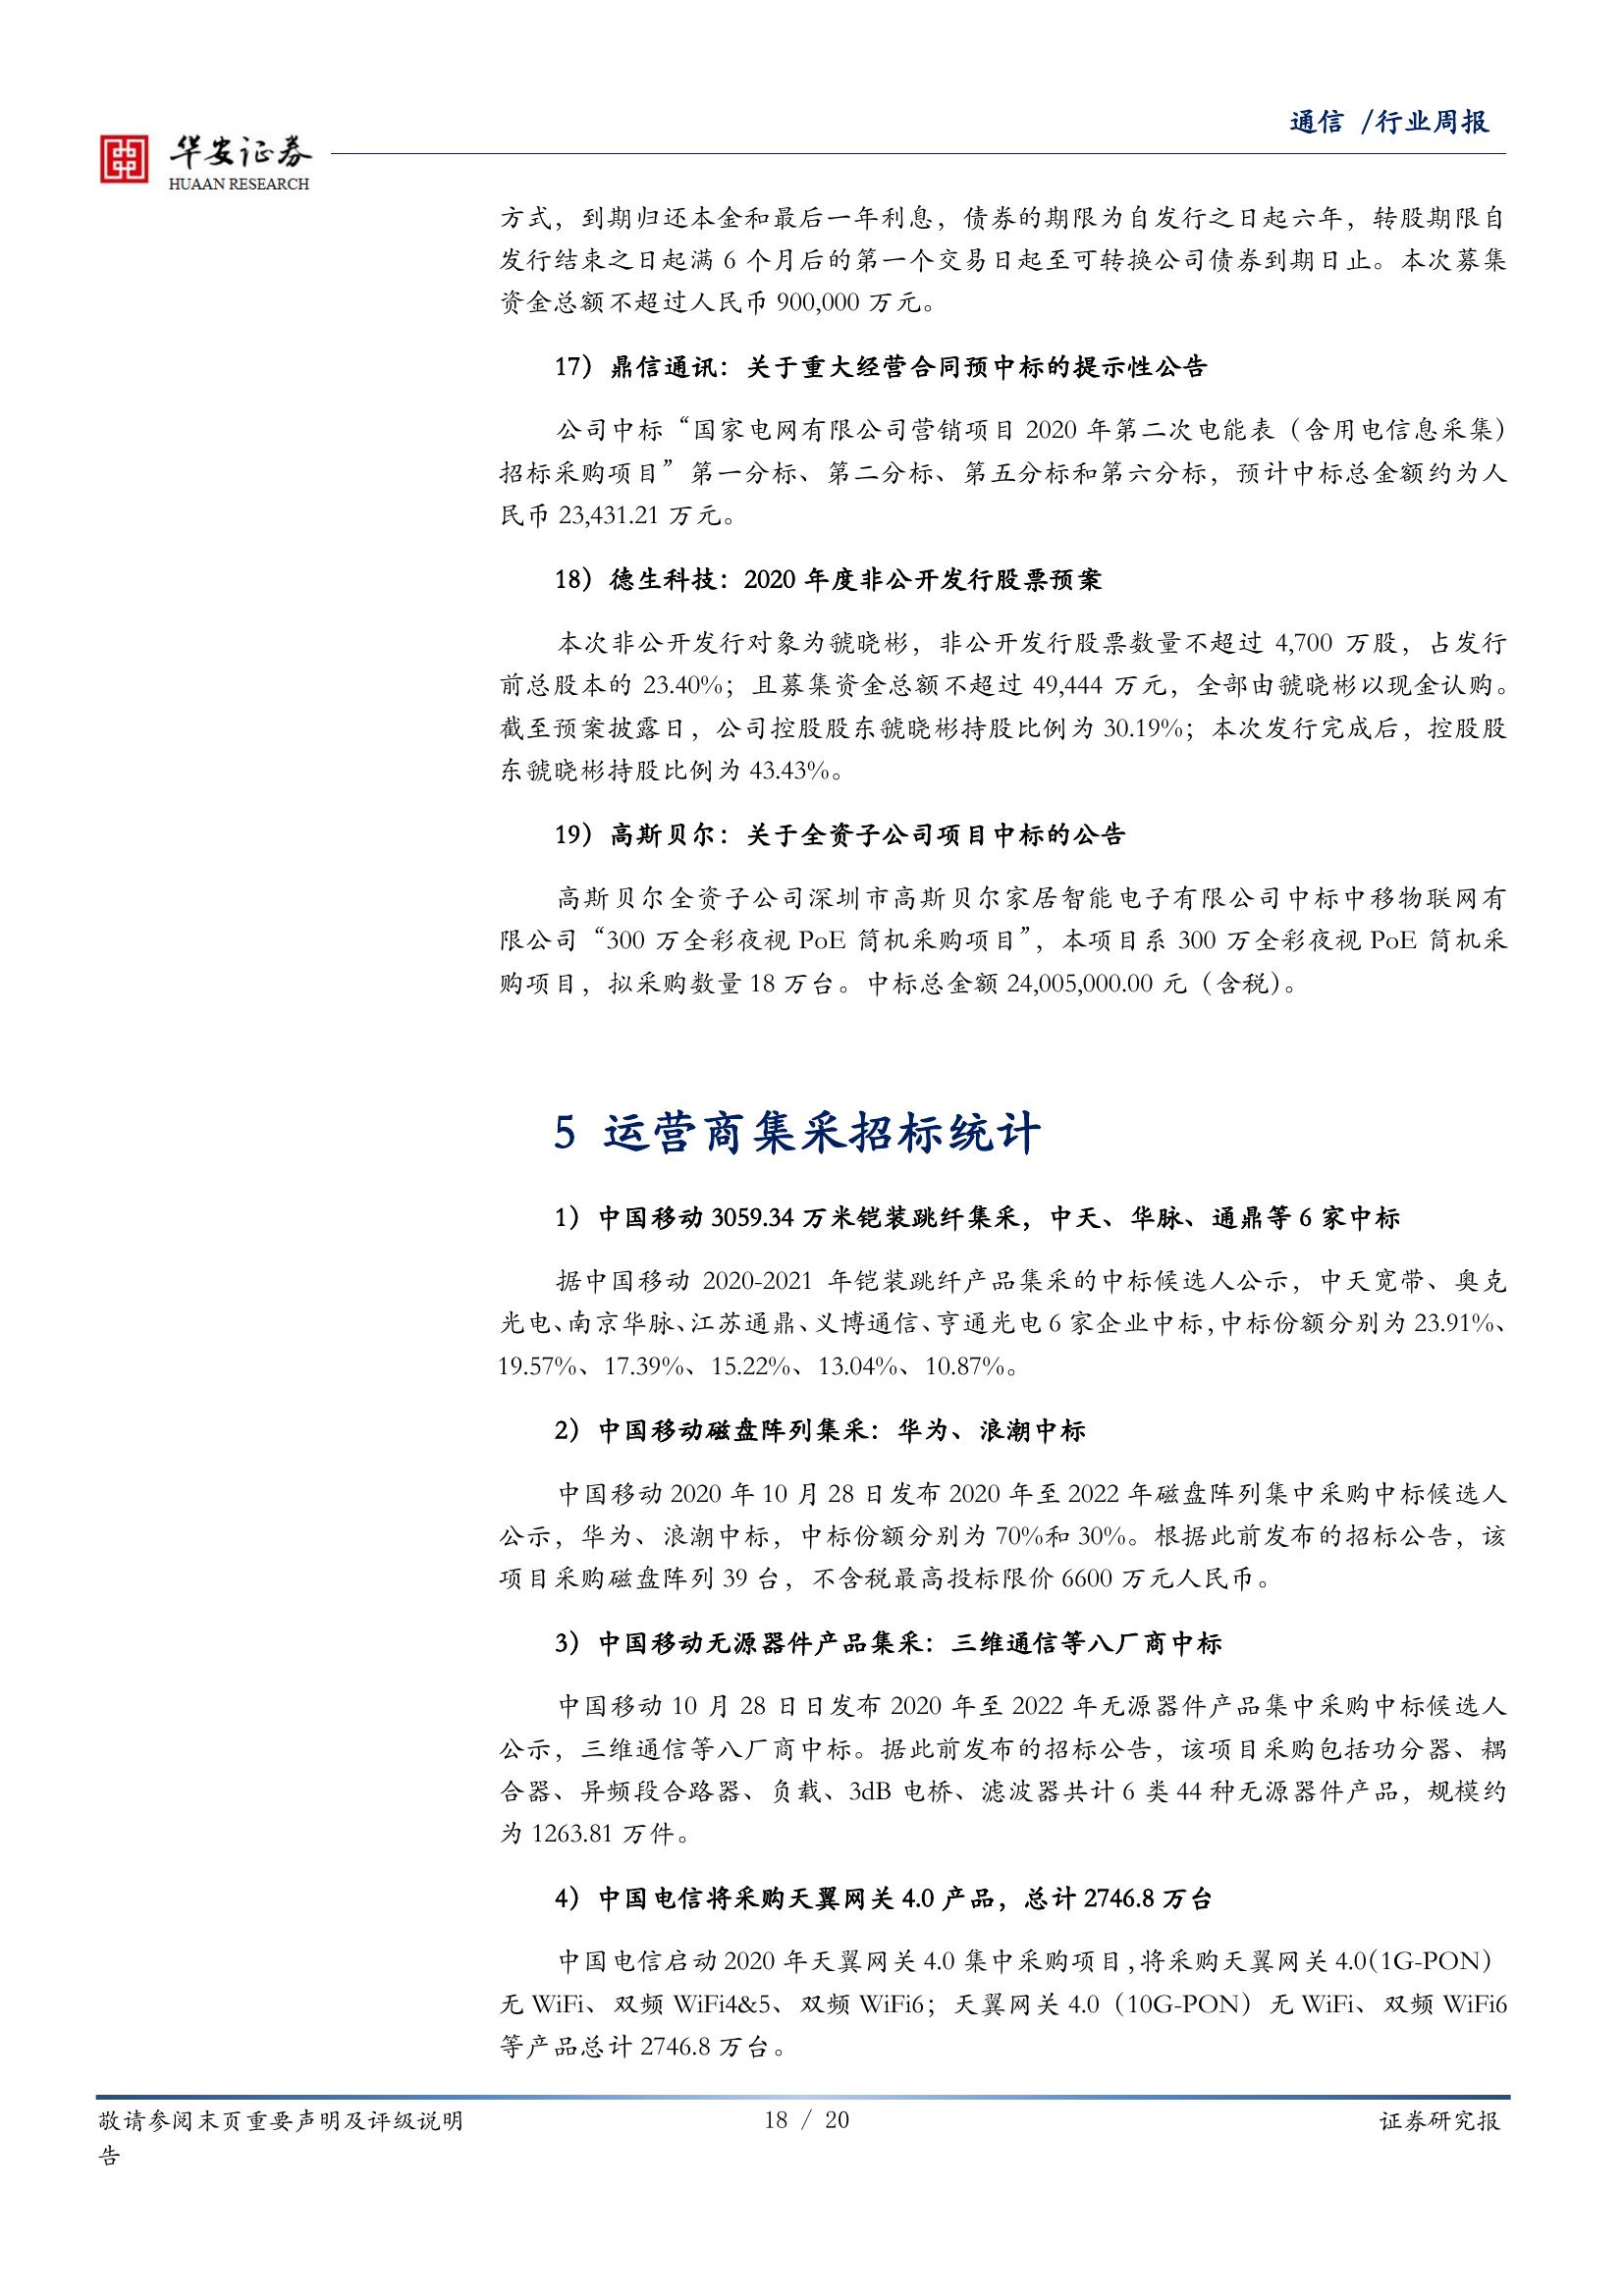 通信 /行业周报
华安证券
HUAAN RESEARCH
方式，到期归还本金和最后一年利息，债券的期限为自发行之日起六年，转股期限自
发行结束之日起满 6 个月后的第一个交易日起至可转换公司债券到期日止。本次募集
资金总额不超过人民币 900,000 万元。
17）鼎信通讯：关于重大经营合同预中标的提示性公告
公司中标“国家电网有限公司营销项目 2020 年第二次电能表（含用电信息采集）
招标采购项目”第一分标、第二分标、第五分标和第六分标，预计中标总金额约为人
民币 23,431.21 万元。
18）德生科技：2020 年度非公开发行股票预案
本次非公开发行对象为虢晓彬，非公开发行股票数量不超过 4,700 万股，占发行
前总股本的 23.40%；且募集资金总额不超过 49,444 万元，全部由虢晓彬以现金认购。
截至预案披露日，公司控股股东虢晓彬持股比例为 30.19%；本次发行完成后，控股股
东虢晓彬持股比例为 43.43%。
19）高斯贝尔：关于全资子公司项目中标的公告
高斯贝尔全资子公司深圳市高斯贝尔家居智能电子有限公司中标中移物联网有
限公司“300 万全彩夜视 PoE 筒机采购项目”，本项目系 300 万全彩夜视 PoE 筒机采
购项目，拟采购数量 18 万台。中标总金额 24,005,000.00 元（含税）。
5 运营商集采招标统计
1）中国移动 3059.34 万米铠装跳纤集采，中天、华脉、通鼎等 6 家中标
据中国移动 2020-2021 年铠装跳纤产品集采的中标候选人公示，中天宽带、奥克
光电、南京华脉、江苏通鼎、义博通信、亨通光电 6 家企业中标，中标份额分别为 23.91%、
19.57%、17.39%、15.22%、13.04%、10.87%。
2）中国移动磁盘阵列集采：华为、浪潮中标
中国移动 2020 年 10 月 28 日发布 2020 年至 2022 年磁盘阵列集中采购中标候选人
公示，华为、浪潮中标，中标份额分别为 70%和 30%。根据此前发布的招标公告，该
项目采购磁盘阵列 39 台，不含税最高投标限价 6600 万元人民币。
3）中国移动无源器件产品集采：三维通信等八厂商中标
中国移动 10 月 28 日日发布 2020 年至 2022 年无源器件产品集中采购中标候选人
公示，三维通信等八厂商中标。据此前发布的招标公告，该项目采购包括功分器、耦
合器、异频段合路器、负载、3dB 电桥、滤波器共计 6 类 44 种无源器件产品，规模约
为 1263.81 万件。
4）中国电信将采购天翼网关 4.0 产品，总计 2746.8 万台
中国电信启动 2020 年天翼网关 4.0 集中采购项目，将采购天翼网关 4.0（1G-PON）
无 WiFi、双频 WiFi4&5、双频 WiFi6；天翼网关 4.0（10G-PON）无 WiFi、双频 WiFi6
等产品总计 2746.8 万台。
敬请参阅末页重要声明及评级说明 18 / 20 证券研究报
告